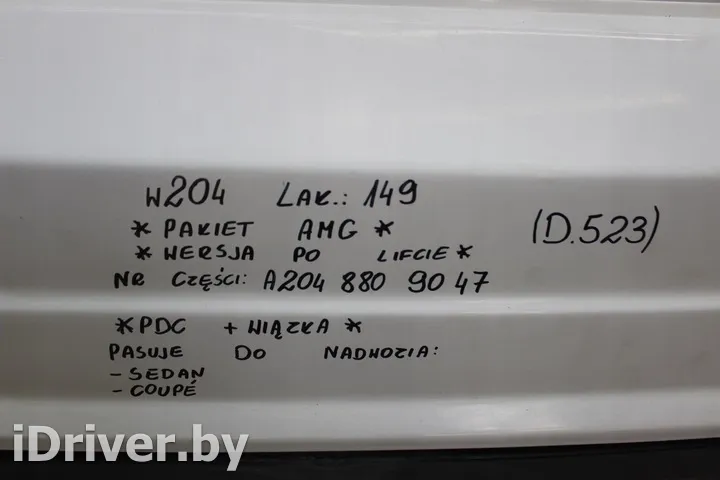 W204 LAK.: 149
* PAKIET AMG *
(D.523)
* WERSJA PO LIFCIE *
NR CZĘŚCI: A204 880 90 47
* PDC + WIĄZKA *
PASUJE DO NADWOZIA:
- SEDAN
- COUPÉ
iDriver.by